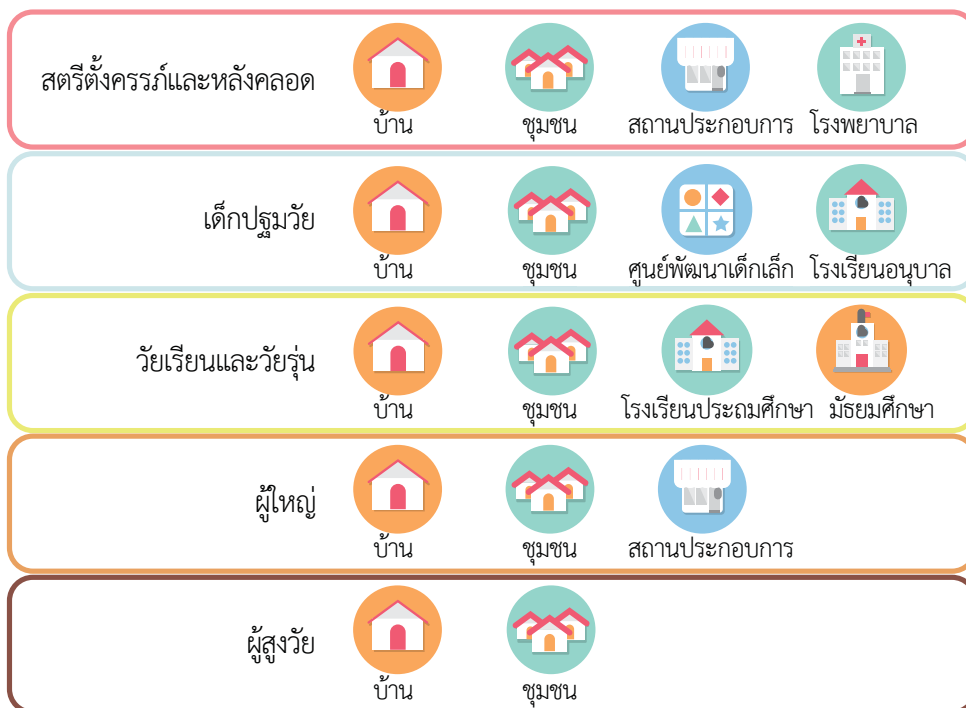 สตรีตั้งครรภ์และหลังคลอด
บ้าน ชุมชน สถานประกอบการ โรงพยาบาล
เด็กปฐมวัย
บ้าน ชุมชน ศูนย์พัฒนาเด็กเล็ก โรงเรียนอนุบาล
วัยเรียนและวัยรุ่น
บ้าน ชุมชน โรงเรียนประถมศึกษา มัธยมศึกษา
ผู้ใหญ่
บ้าน ชุมชน สถานประกอบการ
ผู้สูงวัย
บ้าน ชุมชน